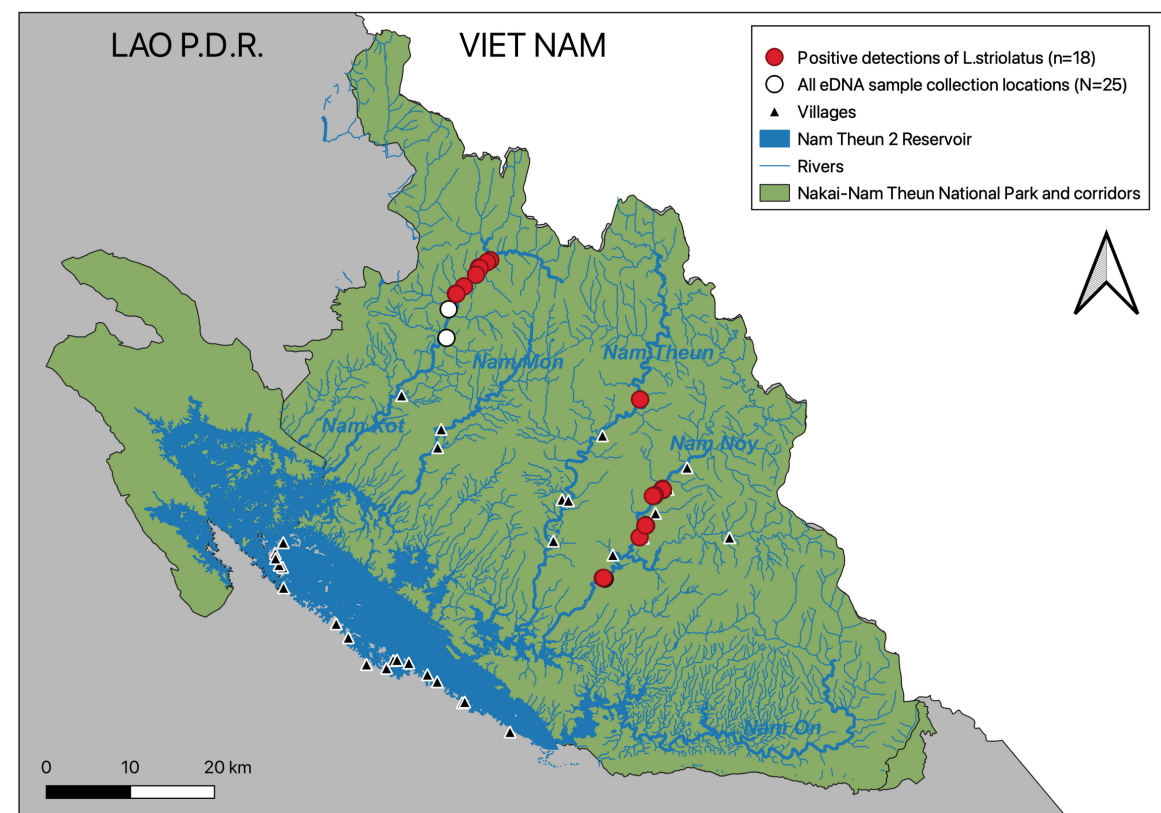 LAO P.D.R.
VIET NAM
Positive detections of L.striolatus (n=18)
All eDNA sample collection locations (N=25)
Villages
Nam Theun 2 Reservoir
Rivers
Nakai-Nam Theun National Park and corridors
Nam Theun
Nam Mon
Nam Xot
Nam Noy
Nam On
0 10 20 km